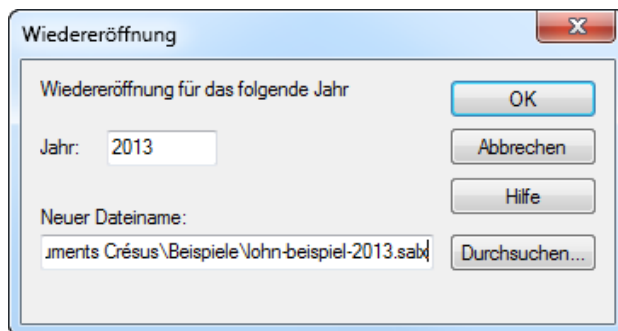 Wiedereröffnung
Wiedereröffnung für das folgende Jahr
OK
Jahr: 2013
Abbrechen
Hilfe
Neuer Dateiname:
uments Crésus\Beispiele\lohn-beispiel-2013.salx
Durchsuchen...